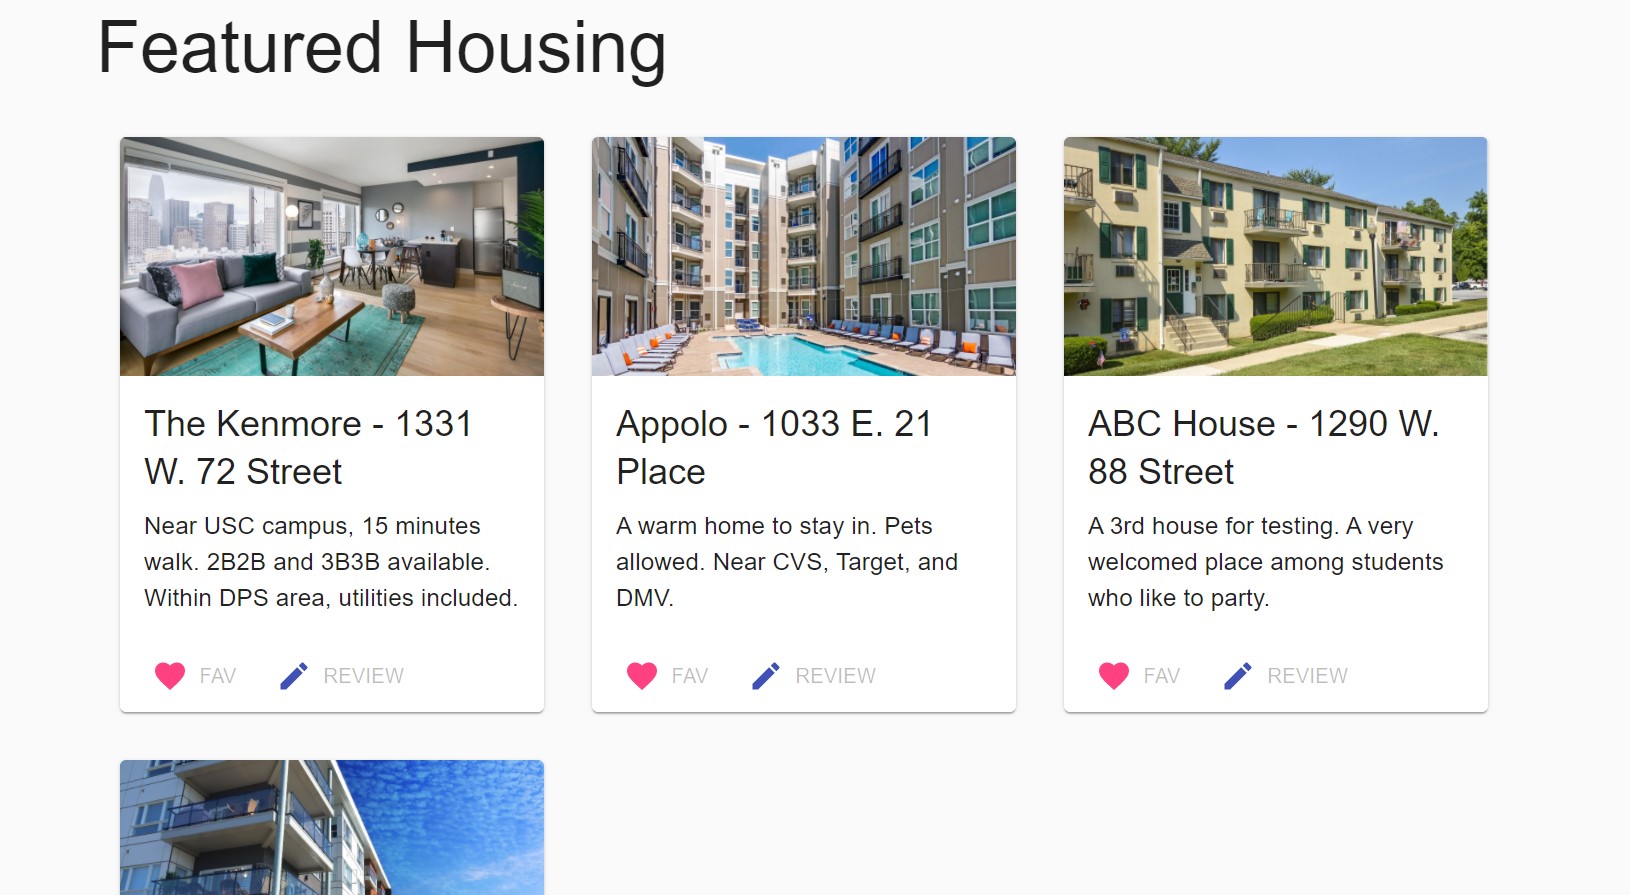 Featured Housing
The Kenmore - 1331
W. 72 Street
Near USC campus, 15 minutes
walk. 2B2B and 3B3B available.
Within DPS area, utilities included.
FAV REVIEW
Appolo - 1033 E. 21
Place
A warm home to stay in. Pets
allowed. Near CVS, Target, and
DMV.
FAV REVIEW
ABC House - 1290 W.
88 Street
A 3rd house for testing. A very
welcomed place among students
who like to party.
FAV REVIEW